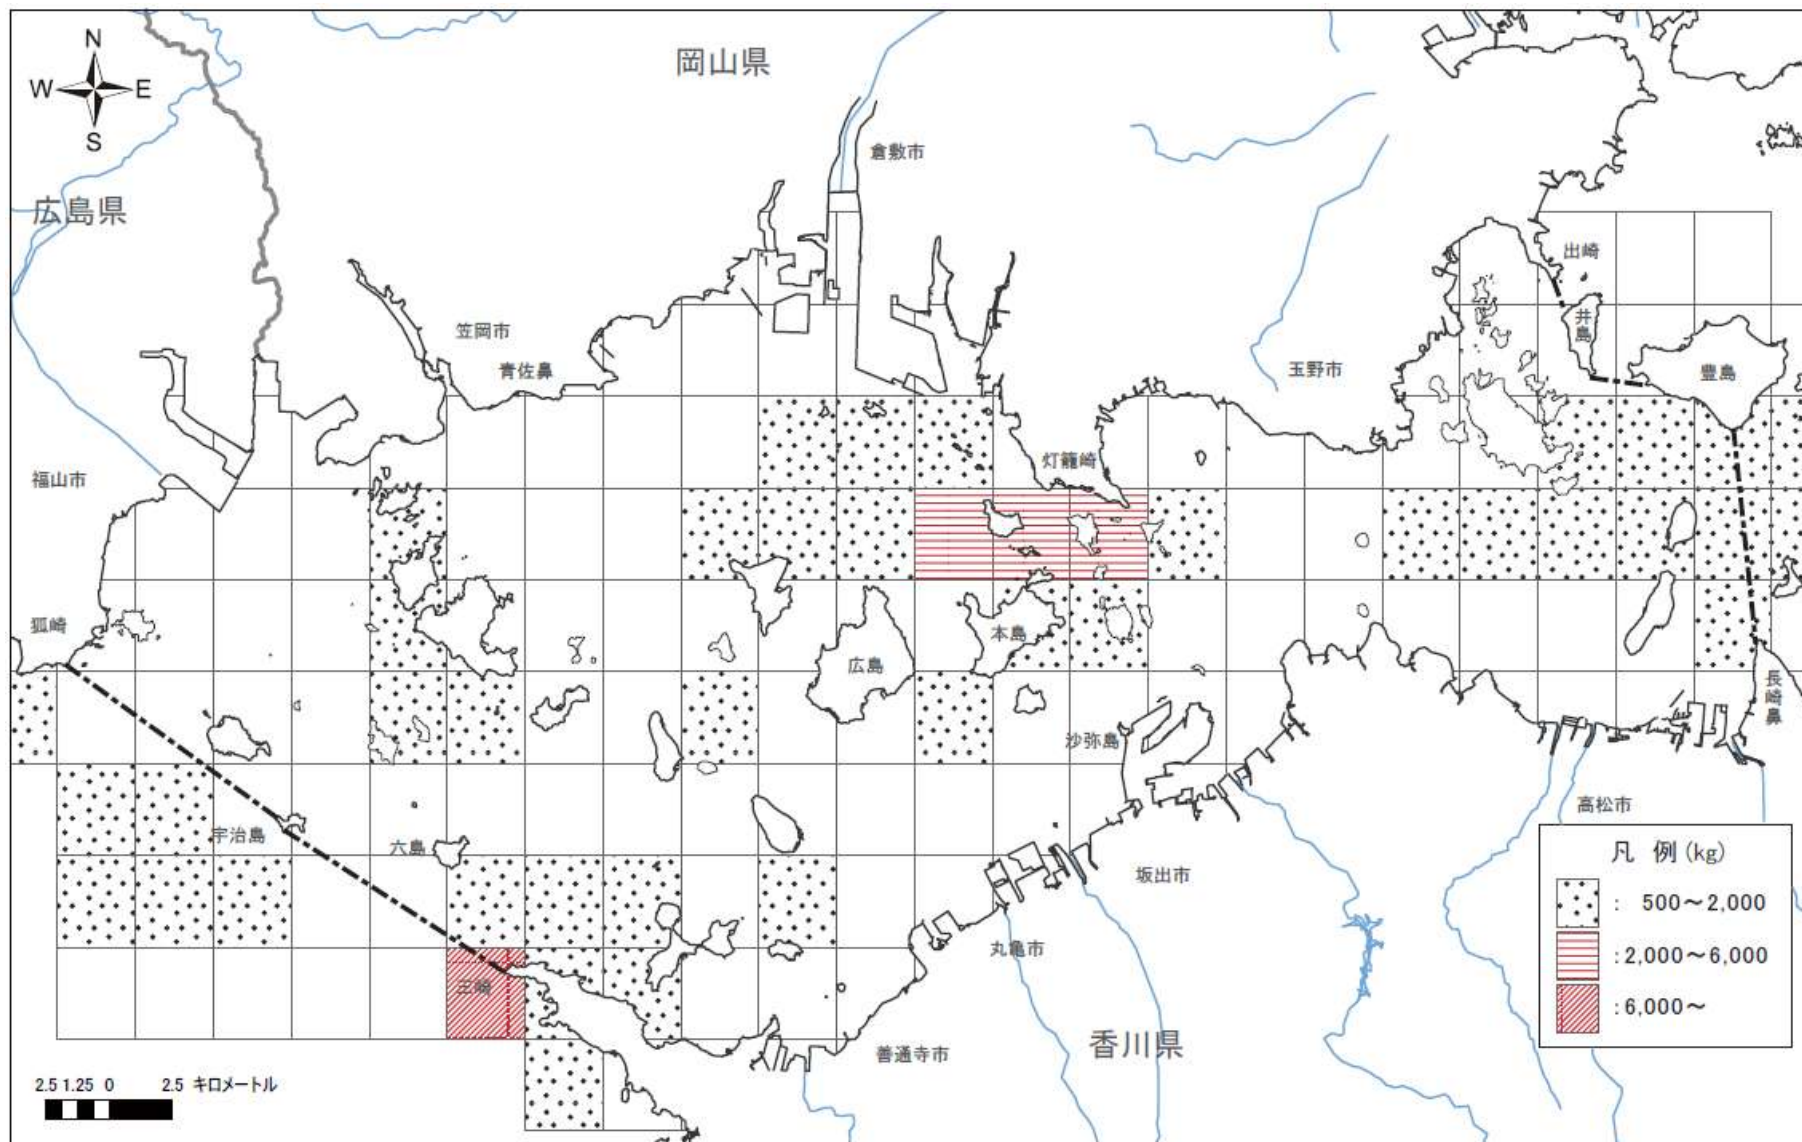 N
W E
S
岡山県
倉敷市
広島県
出崎
井島
笠岡市
青佐鼻
玉野市
豊島
灯籠崎
福山市
狐崎
本島
広島
長崎鼻
沙弥島
高松市
宇治島
六島
坂出市
丸亀市
三崎
香川県
善通寺市
凡 例 (kg)
: 500～2,000
:2,000～6,000
:6,000～
2.5 1.25 0 2.5 キロメートル